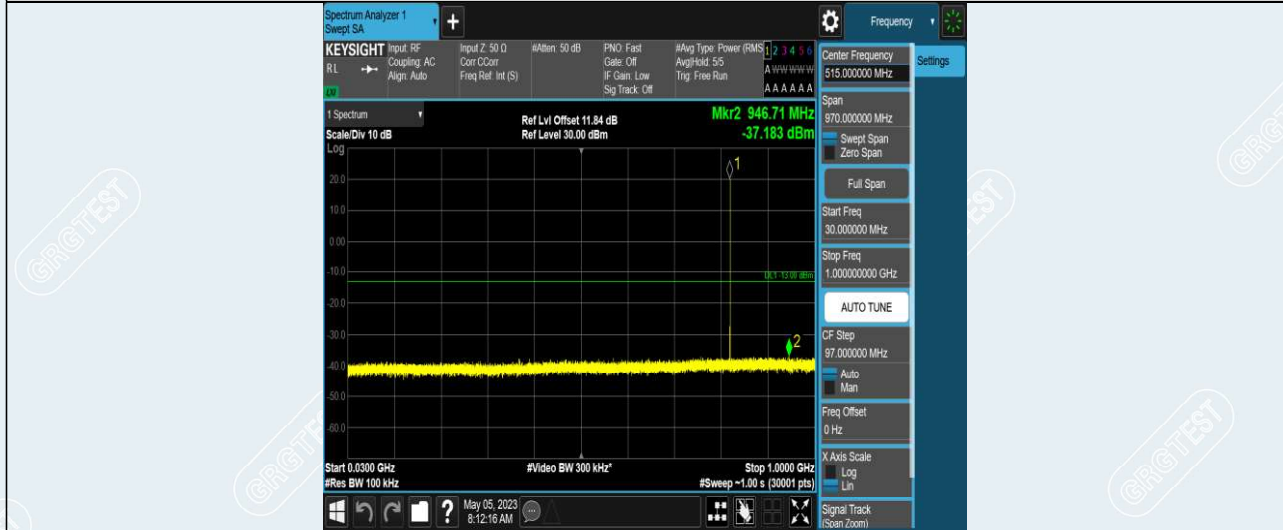 Spectrum Analyzer 1
Swept SA
+
Frequency
KEYSIGHT
RL
Input: RF
Coupling: AC
Align: Auto
Input Z: 50 Ω
Corr CCorr
Freq Ref: Int (S)
#Atten: 50 dB
PNO: Fast
Gate: Off
IF Gain: Low
Sig Track: Off
#Avg Type: Power (RMS
Avg|Hold: 5/5
Trig: Free Run
1 2 3 4 5 6
A W W W W W
A A A A A A
1 Spectrum
Scale/Div 10 dB
Log
Ref Lvl Offset 11.84 dB
Ref Level 30.00 dBm
Mkr2 946.71 MHz
-37.183 dBm
1
20.0
10.0
0.00
-10.0
DL1 -13.00 dBm
-20.0
-30.0
2
-40.0
-50.0
-60.0
Start 0.0300 GHz
#Res BW 100 kHz
#Video BW 300 kHz*
Stop 1.0000 GHz
#Sweep ~1.00 s (30001 pts)
?
May 05, 2023
8:12:16 AM
Center Frequency
515.000000 MHz
Settings
Span
970.000000 MHz
Swept Span
Zero Span
Full Span
Start Freq
30.000000 MHz
Stop Freq
1.000000000 GHz
AUTO TUNE
CF Step
97.000000 MHz
Auto
Man
Freq Offset
0 Hz
X Axis Scale
Log
Lin
Signal Track
(Span Zoom)
GRGTEST
GRGTEST
GRGTEST
GRGTEST